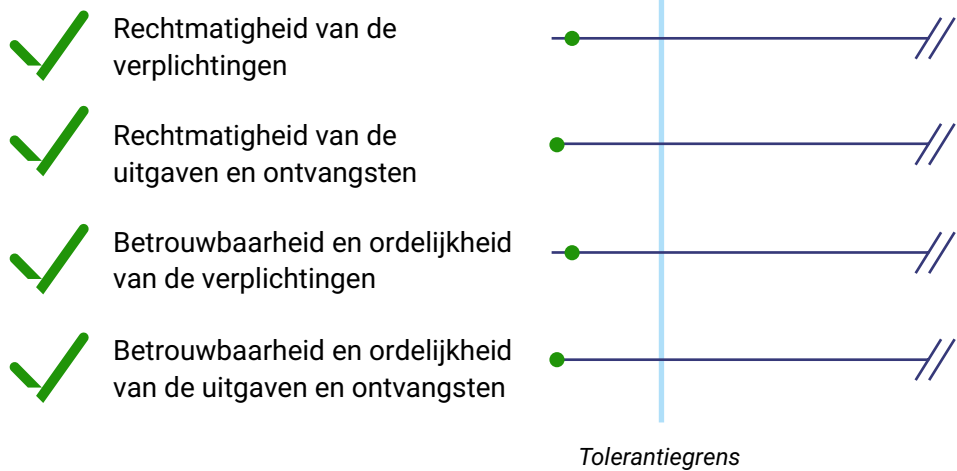 Rechtmatigheid van de
verplichtingen
Rechtmatigheid van de
uitgaven en ontvangsten
Betrouwbaarheid en ordelijkheid
van de verplichtingen
Betrouwbaarheid en ordelijkheid
van de uitgaven en ontvangsten
Tolerantiegrens